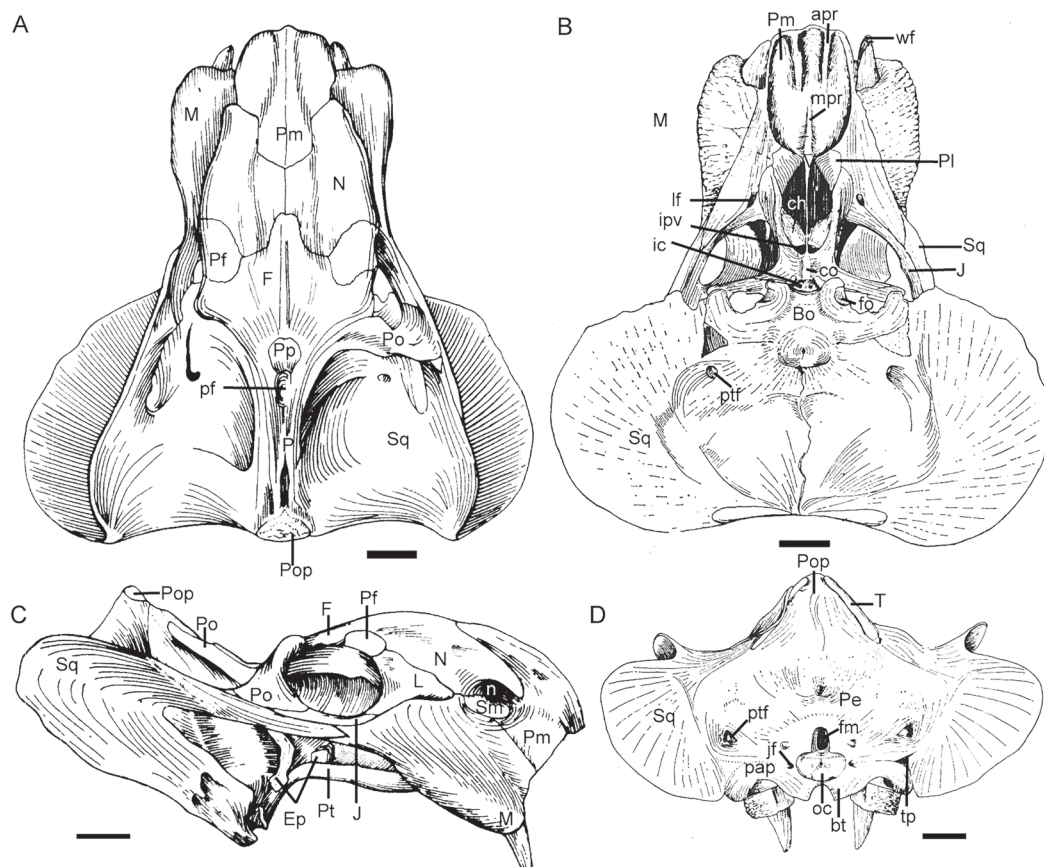 A
M
Pm
N
Pf
F
Po
Pp
pf
P
Sq
Pop
B
Pm
apr
wf
M
mpr
Pl
lf
ch
ipv
ic
co
Sq
J
Bo
fo
ptf
Sq
C
Pop
Po
F
Pf
Sq
N
L
Po
n
Sm
Pm
Ep
Pt
J
M
D
Pop
T
Sq
Pe
ptf
fm
jf
pap
oc
bt
tp